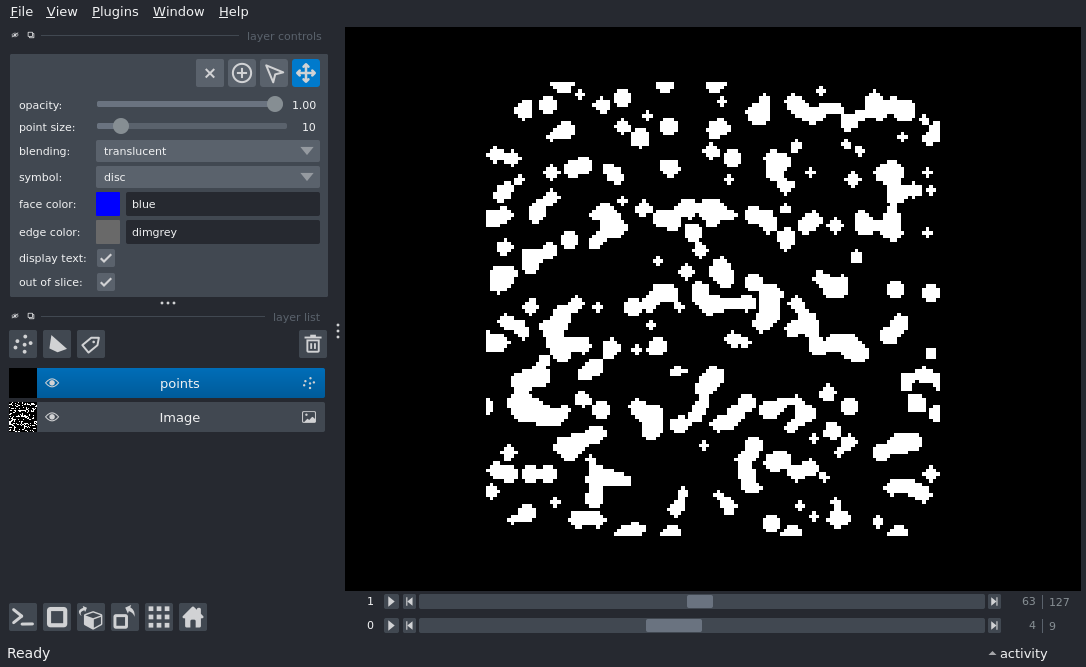 File View Plugins Window Help
layer controls
opacity: 1.00
point size: 10
blending: translucent
symbol: disc
face color: blue
edge color: dimgrey
display text:
out of slice:
layer list
points
Image
1 63 | 127
0 4 | 9
Ready activity